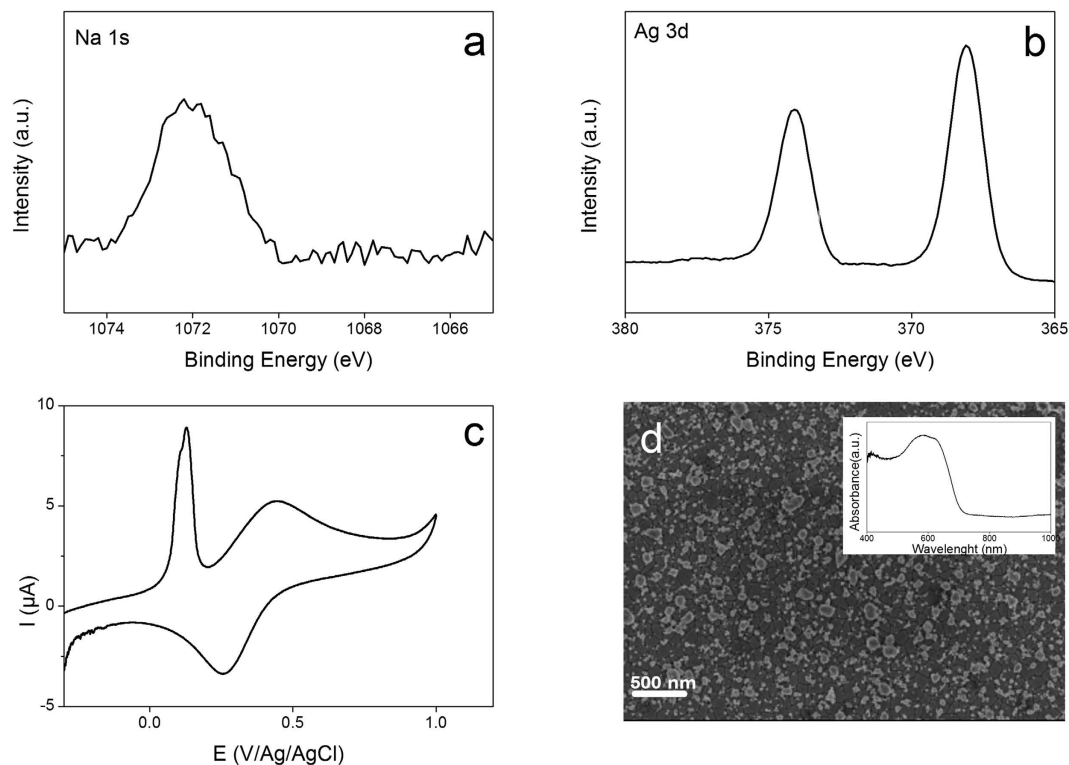 Na 1s
a
Intensity (a.u.)
1074 1072 1070 1068 1066
Binding Energy (eV)
Ag 3d
b
Intensity (a.u.)
380 375 370 365
Binding Energy (eV)
10
5
0
-5
c
I (µA)
0.0 0.5 1.0
E (V/Ag/AgCl)
d
Absorbance(a.u.)
400 600 800 1000
Wavelenght (nm)
500 nm